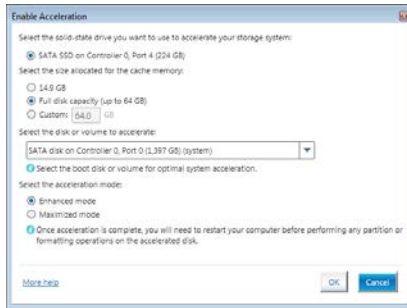 Enable Acceleration
Select the solid-state drive you want to use to accelerate your storage system:
SATA SSD on Controller 0, Port 4 (224 GB)
Select the size allocated for the cache memory:
14.9 GB
Full disk capacity (up to 64 GB)
Custom: 64.0 GB
Select the disk or volume to accelerate:
SATA disk on Controller 0, Port 0 (1,397 GB) (system)
Select the boot disk or volume for optimal system acceleration.
Select the acceleration mode:
Enhanced mode
Maximized mode
Once acceleration is complete, you will need to restart your computer before performing any partition or
formatting operations on the accelerated disk.
More help
OK Cancel